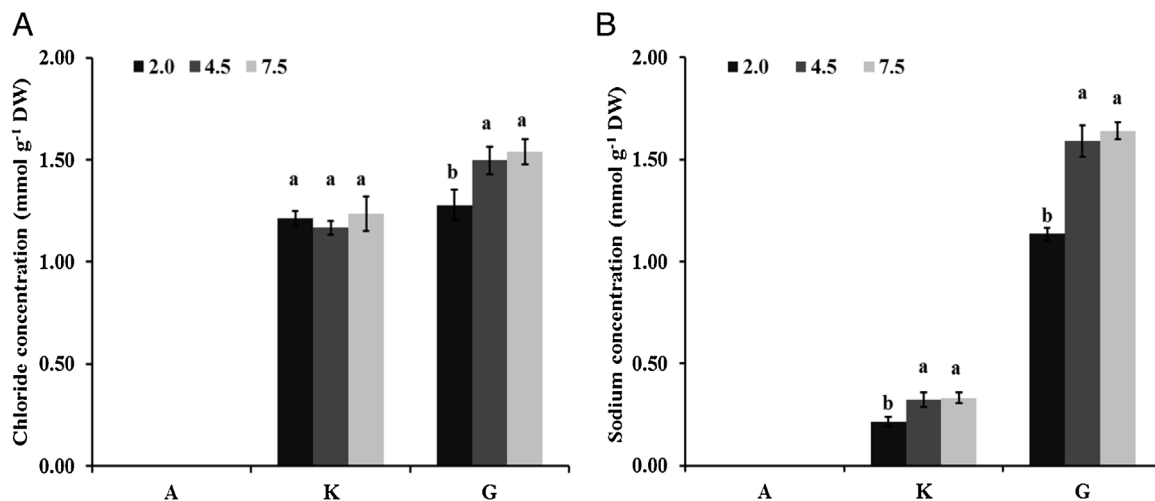 A
Chloride concentration (mmol g-1 DW)
2.00
1.50
1.00
0.50
0.00
2.0 4.5 7.5
a a a
b a a
A K G
B
Sodium concentration (mmol g-1 DW)
2.00
1.50
1.00
0.50
0.00
2.0 4.5 7.5
b a a
b a a
A K G